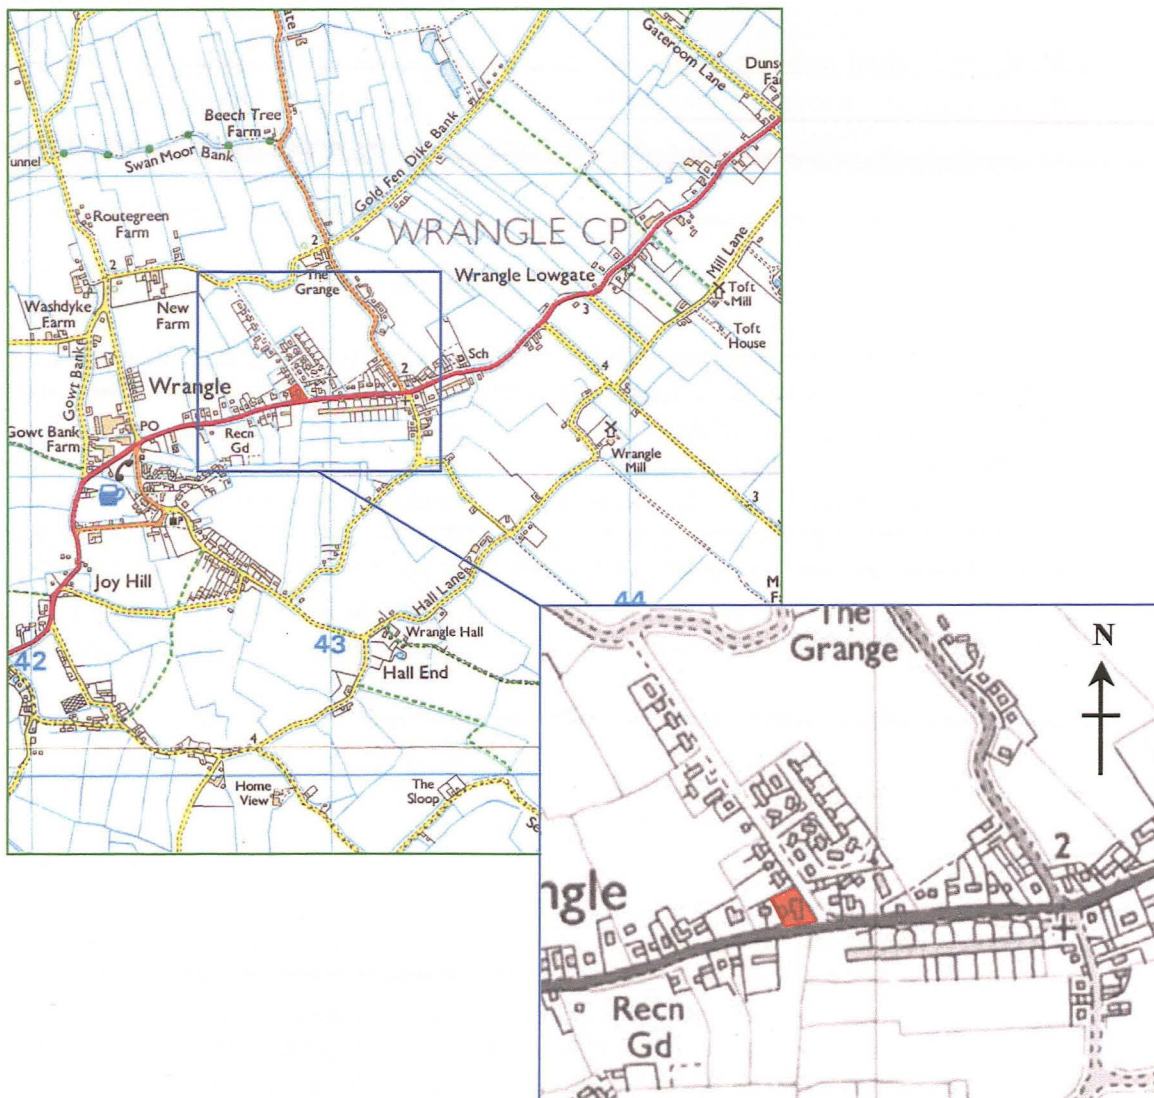 Gateroom Lane
Beech Tree
Farm
5
Swan Moor Bank
Gold Fen Dike Bank
Routegreen
Farm
2
WRANGLE CP
Mill Lane
2
The
Grange
Wrangle Lowgate
Toft
Mill
Washdyke
Farm
New
Farm
3
Toft
House
Gowt Bank
Sch
2
4
Wrangle
PO
Gowt Bank
Farm
Recn
Gd
Wrangle
Mill
3
Joy Hill
Hall Lane
44
Wrangle Hall
43
42
Hall End
4
Home
View
The
Sloop
The
Grange
N
2
ngle
Recn
Gd